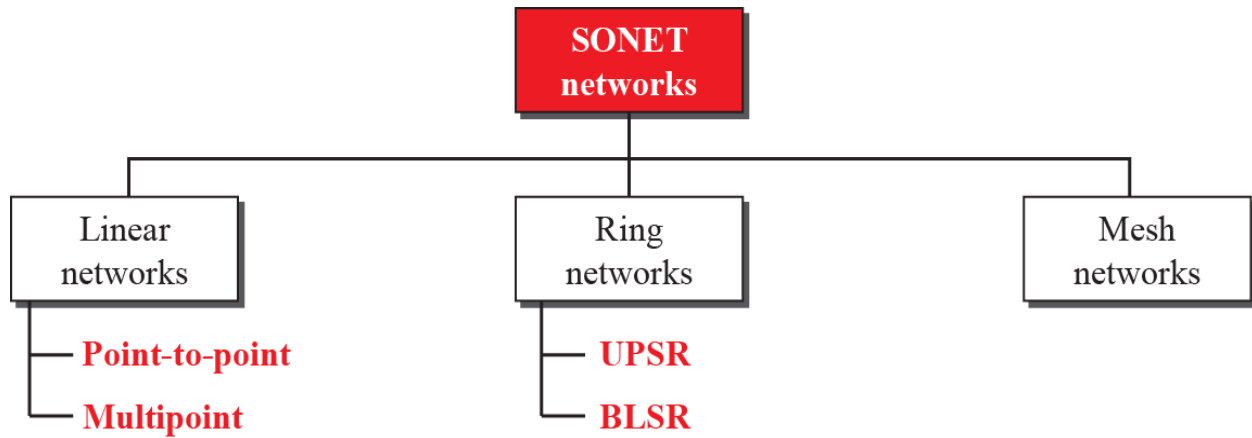 SONET
networks
Linear
networks
Ring
networks
Mesh
networks
Point-to-point
Multipoint
UPSR
BLSR